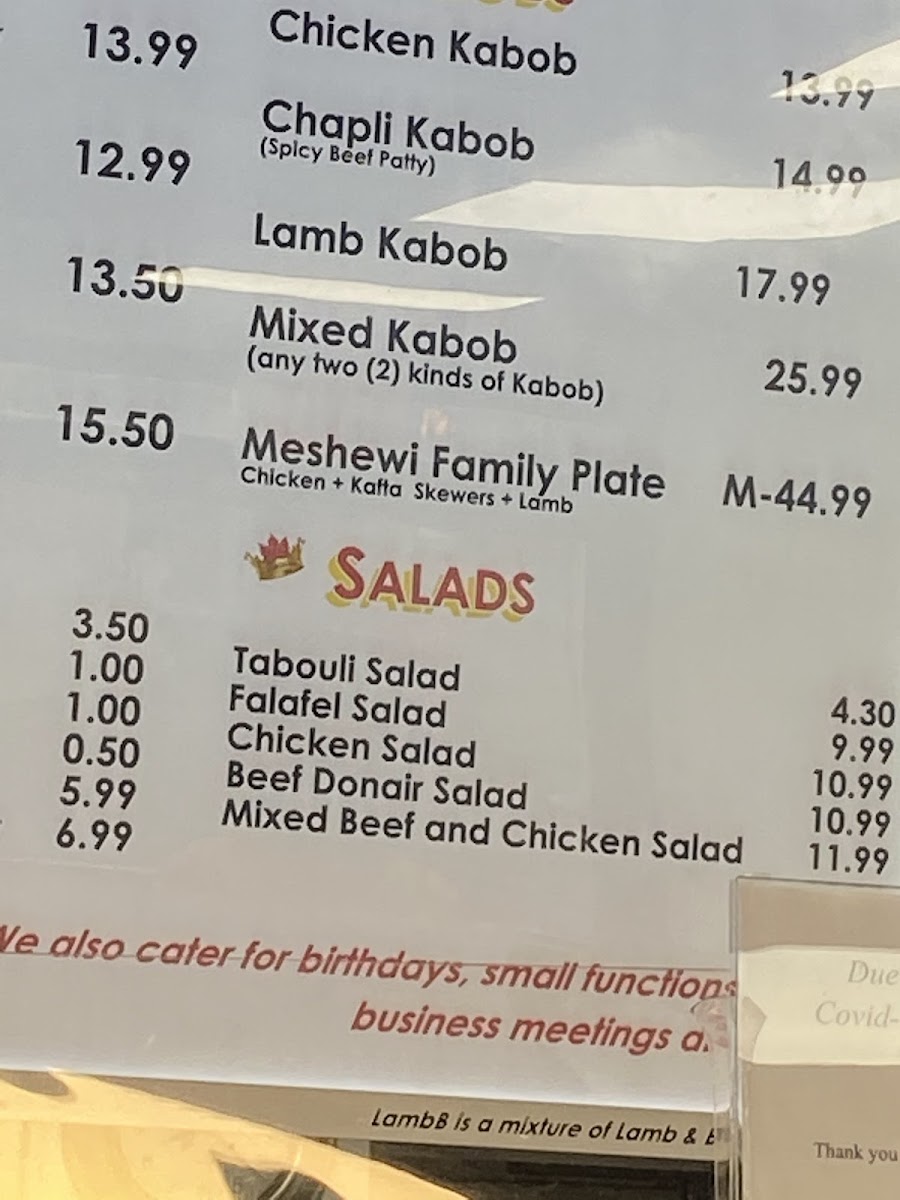 13.99
12.99
13.50
15.50
3.50
1.00
1.00
0.50
5.99
6.99
Chicken Kabob 13.99
Chapli Kabob 14.99
(Spicy Beef Patty)
Lamb Kabob 17.99
Mixed Kabob 25.99
(any two (2) kinds of Kabob)
Meshewi Family Plate M-44.99
Chicken + Kafta Skewers + Lamb
SALADS
Tabouli Salad 4.30
Falafel Salad 9.99
Chicken Salad 10.99
Beef Donair Salad 10.99
Mixed Beef and Chicken Salad 11.99
We also cater for birthdays, small functions
business meetings
LambB is a mixture of Lamb &
Due
Covid-
Thank you